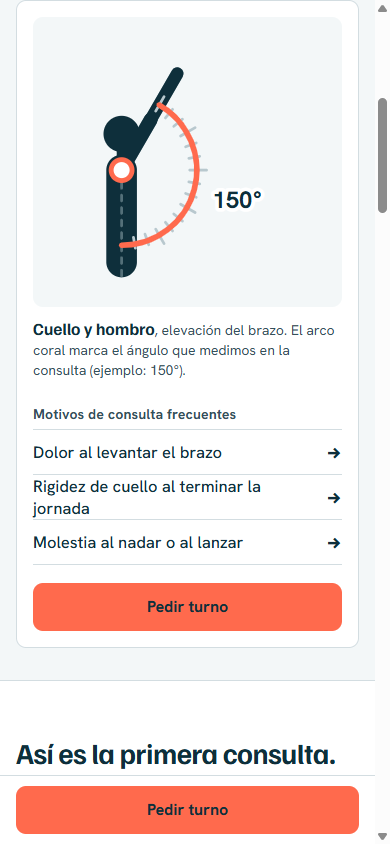 150°
Cuello y hombro, elevación del brazo. El arco
coral marca el ángulo que medimos en la
consulta (ejemplo: 150°).
Motivos de consulta frecuentes
Dolor al levantar el brazo →
Rigidez de cuello al terminar la
jornada →
Molestia al nadar o al lanzar →
Pedir turno
Así es la primera consulta.
Pedir turno